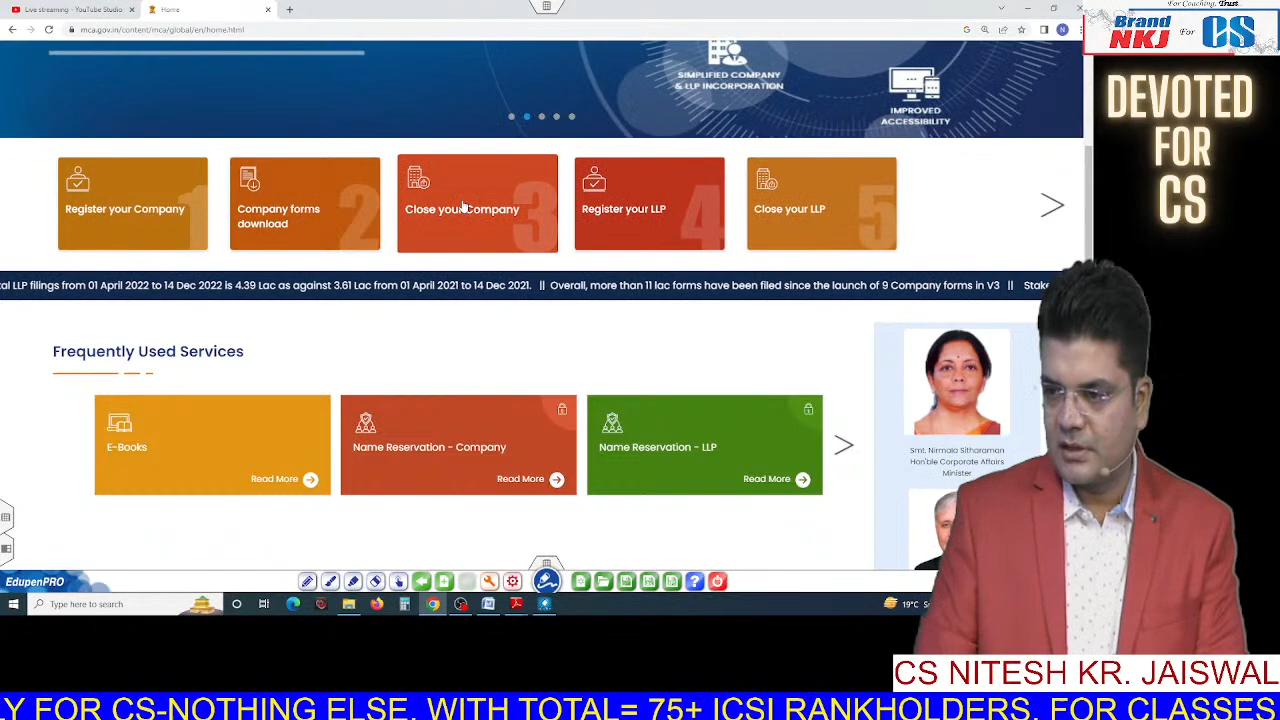 Live streaming - YouTube Studio
Home
mca.gov.in/content/mca/global/en/home.html
For Coaching, Trust
Brand
NKJ
For
CS
SIMPLIFIED COMPANY
& LLP INCORPORATION
IMPROVED
ACCESSIBILITY
DEVOTED
FOR
CS
Register your Company
1
Company forms
download
2
Close your Company
3
Register your LLP
4
Close your LLP
5
tal LLP filings from 01 April 2022 to 14 Dec 2022 is 4.39 Lac as against 3.61 Lac from 01 April 2021 to 14 Dec 2021. || Overall, more than 11 lac forms have been filed since the launch of 9 Company forms in V3 || Stake
Frequently Used Services
E-Books
Read More
Name Reservation - Company
Read More
Name Reservation - LLP
Read More
Smt. Nirmala Sitharaman
Hon'ble Corporate Affairs
Minister
EdupenPRO
Type here to search
19°C
CS NITESH KR. JAISWAL
LY FOR CS-NOTHING ELSE, WITH TOTAL= 75+ ICSI RANKHOLDERS, FOR CLASSES